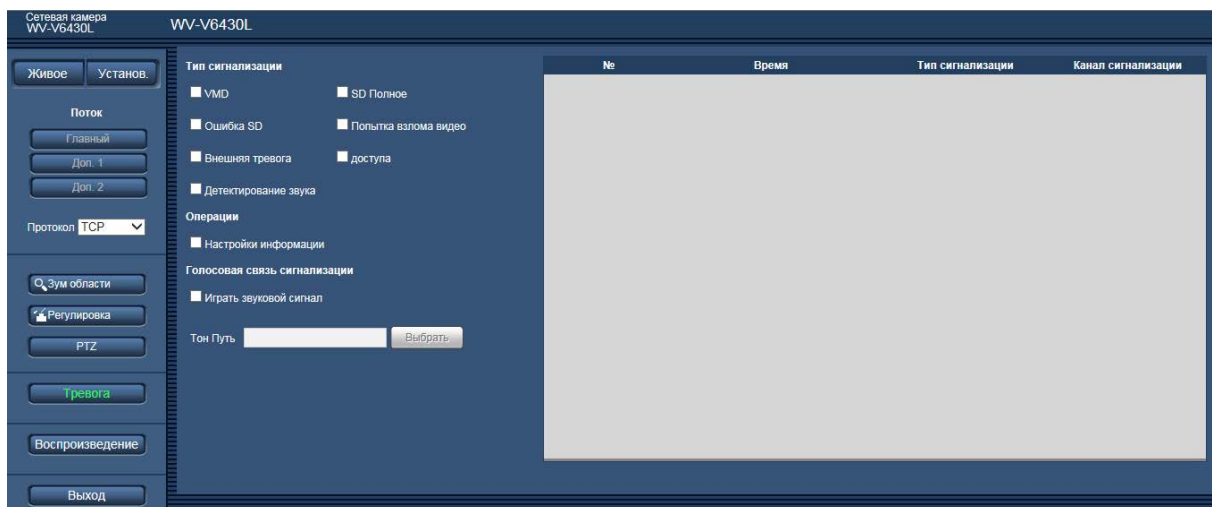 Сетевая камера
WV-V6430L
WV-V6430L
Живое Установ.
Поток
Главный
Доп. 1
Доп. 2
Протокол TCP
Зум области
Регулировка
PTZ
Тревога
Воспроизведение
Выход
Тип сигнализации
VMD SD Полное
Ошибка SD Попытка взлома видео
Внешняя тревога доступа
Детектирование звука
Операции
Настройки информации
Голосовая связь сигнализации
Играть звуковой сигнал
Тон Путь Выбрать
№ Время Тип сигнализации Канал сигнализации